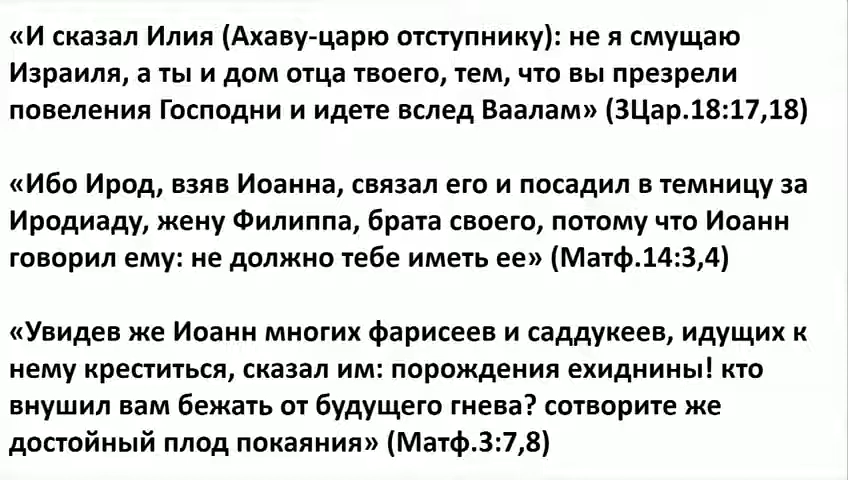 «И сказал Илия (Ахаву-царю отступнику): не я смущаю
Израиля, а ты и дом отца твоего, тем, что вы презрели
повеления Господни и идете вслед Ваалам» (3Цар.18:17,18)
«Ибо Ирод, взяв Иоанна, связал его и посадил в темницу за
Иродиаду, жену Филиппа, брата своего, потому что Иоанн
говорил ему: не должно тебе иметь ее» (Матф.14:3,4)
«Увидев же Иоанн многих фарисеев и саддукеев, идущих к
нему креститься, сказал им: порождения ехиднины! кто
внушил вам бежать от будущего гнева? сотворите же
достойный плод покаяния» (Матф.3:7,8)